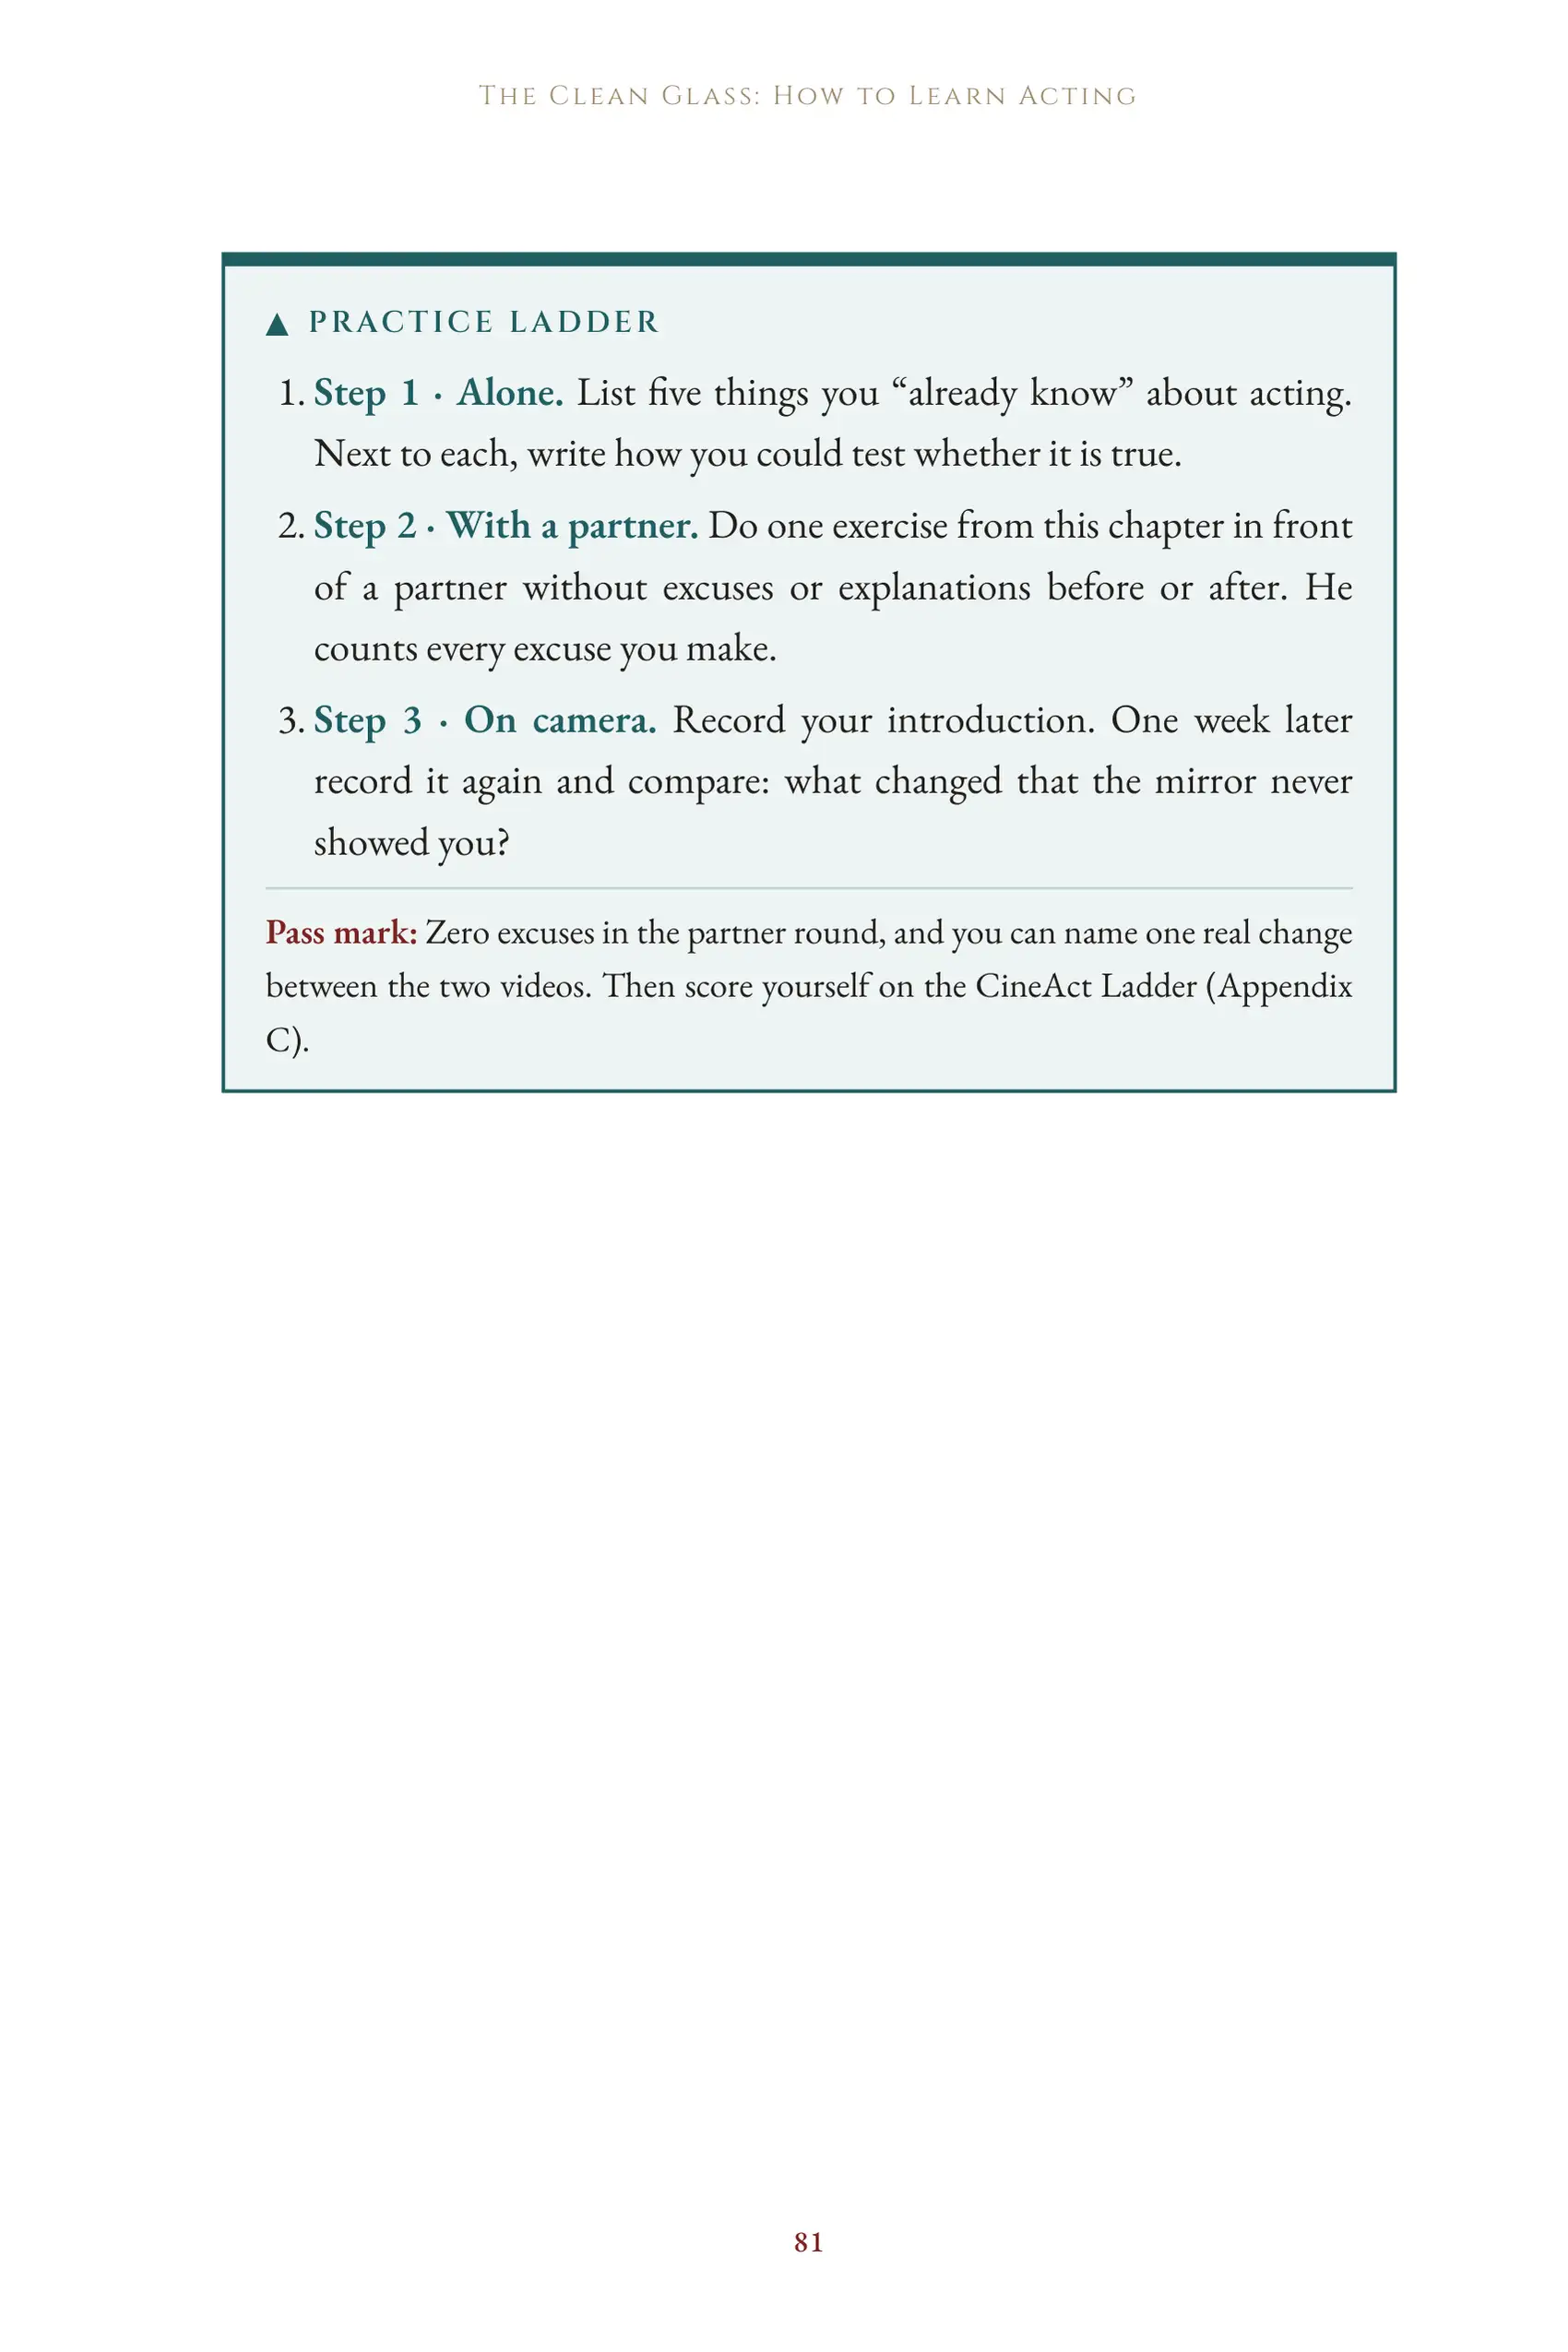 The Clean Glass: How to Learn Acting
▲ PRACTICE LADDER
1. Step 1 · Alone. List five things you “already know” about acting.
Next to each, write how you could test whether it is true.
2. Step 2 · With a partner. Do one exercise from this chapter in front
of a partner without excuses or explanations before or after. He
counts every excuse you make.
3. Step 3 · On camera. Record your introduction. One week later
record it again and compare: what changed that the mirror never
showed you?
Pass mark: Zero excuses in the partner round, and you can name one real change
between the two videos. Then score yourself on the CineAct Ladder (Appendix
C).
81